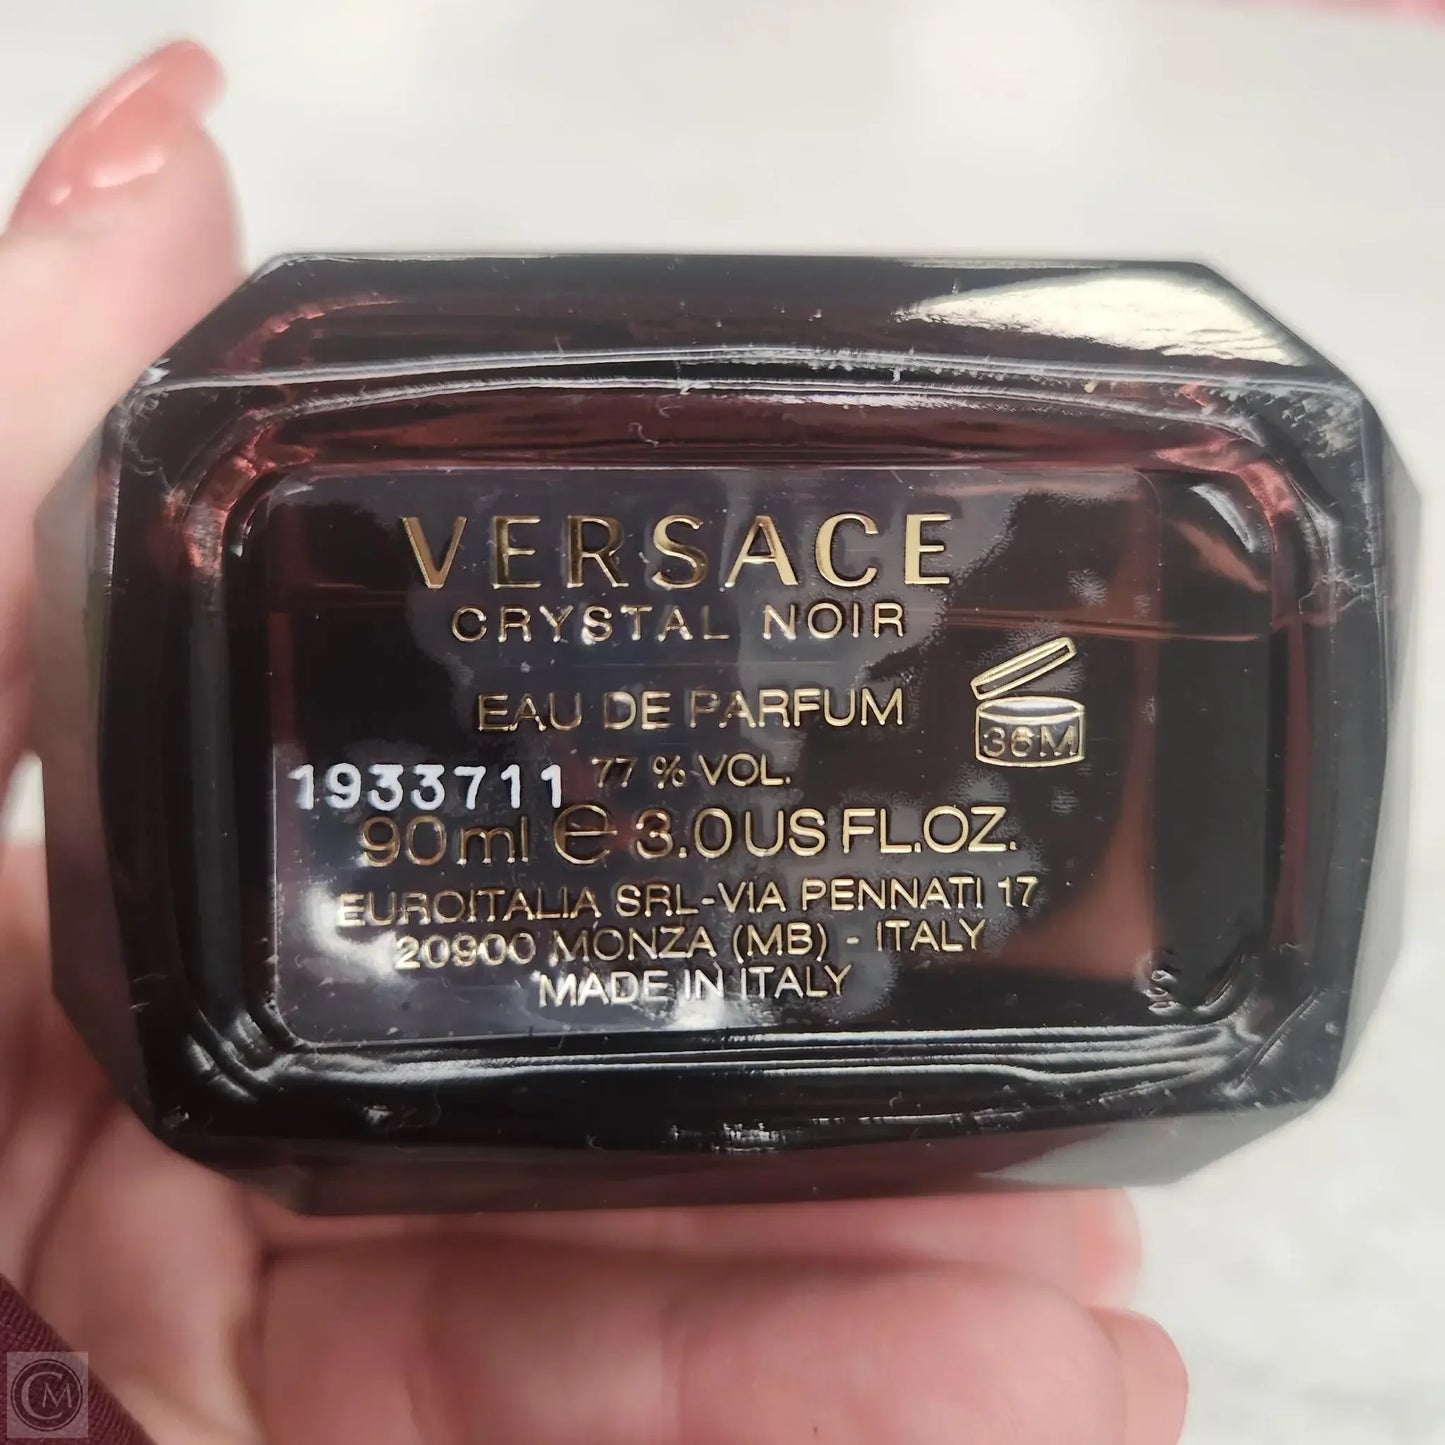 VERSACE
CRYSTAL NOIR
EAU DE PARFUM
36M
77 % VOL.
1933711
90ml e 3.0 US FL.OZ.
EUROITALIA SRL-VIA PENNATI 17
20900 MONZA (MB) - ITALY
MADE IN ITALY
CM